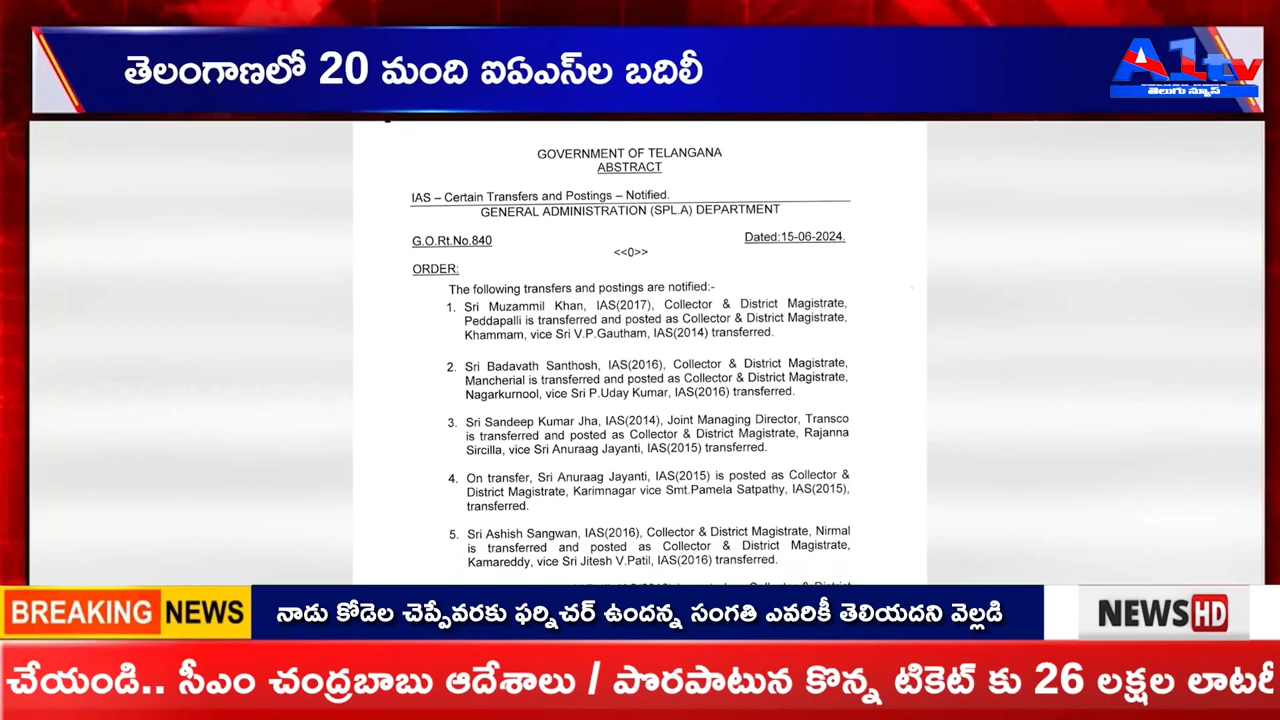 తెలంగాణలో 20 మంది ఐఏఎస్‌ల బదిలీ
A1tv
తెలుగు న్యూస్
GOVERNMENT OF TELANGANA
ABSTRACT
IAS – Certain Transfers and Postings – Notified.
GENERAL ADMINISTRATION (SPL.A) DEPARTMENT
G.O.Rt.No.840
Dated:15-06-2024.
<<0>>
ORDER:
The following transfers and postings are notified:-
1. Sri Muzammil Khan, IAS(2017), Collector & District Magistrate,
Peddapalli is transferred and posted as Collector & District Magistrate,
Khammam, vice Sri V.P.Gautham, IAS(2014) transferred.
2. Sri Badavath Santhosh, IAS(2016), Collector & District Magistrate,
Mancherial is transferred and posted as Collector & District Magistrate,
Nagarkurnool, vice Sri P.Uday Kumar, IAS(2016) transferred.
3. Sri Sandeep Kumar Jha, IAS(2014), Joint Managing Director, Transco
is transferred and posted as Collector & District Magistrate, Rajanna
Sircilla, vice Sri Anuraag Jayanti, IAS(2015) transferred.
4. On transfer, Sri Anuraag Jayanti, IAS(2015) is posted as Collector &
District Magistrate, Karimnagar vice Smt.Pamela Satpathy, IAS(2015),
transferred.
5. Sri Ashish Sangwan, IAS(2016), Collector & District Magistrate, Nirmal
is transferred and posted as Collector & District Magistrate,
Kamareddy, vice Sri Jitesh V.Patil, IAS(2016) transferred.
BREAKING NEWS
నాడు కోడెల చెప్పేవరకు ఫర్నిచర్ ఉందన్న సంగతి ఎవరికీ తెలియదని వెల్లడి
NEWS HD
చేయండి.. సీఎం చంద్రబాబు ఆదేశాలు / పొరపాటున కొన్న టికెట్ కు 26 లక్షల లాటరీ